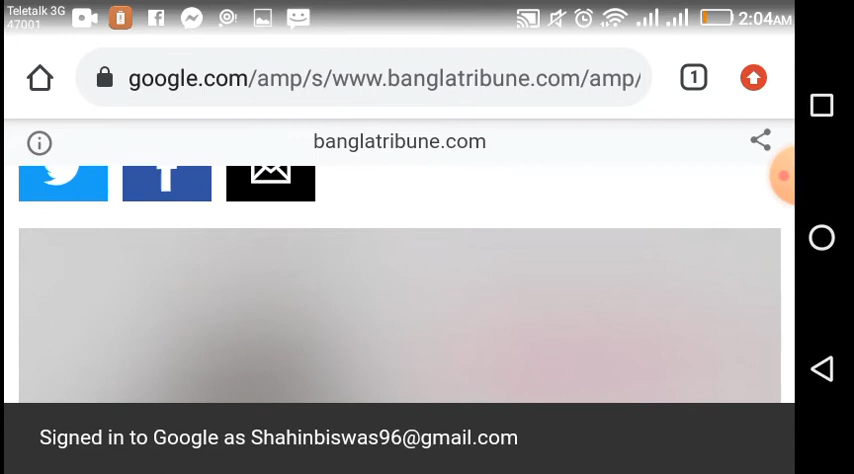 Teletalk 3G
47001
2:04AM
google.com/amp/s/www.banglatribune.com/amp/
1
banglatribune.com
Signed in to Google as Shahinbiswas96@gmail.com